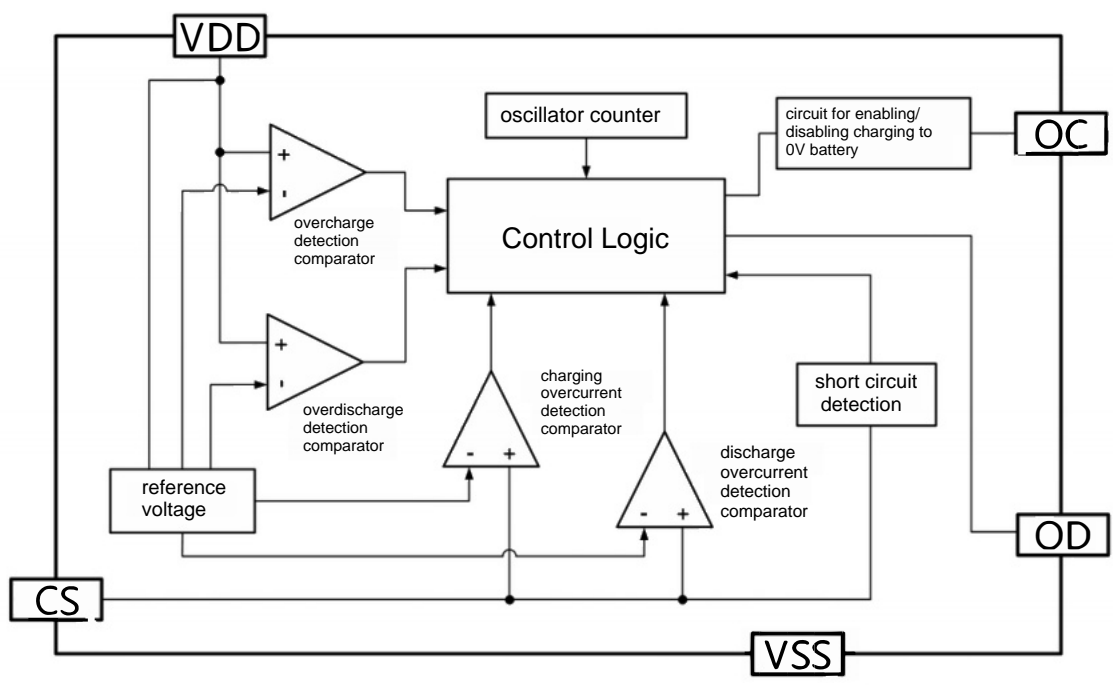 VDD
oscillator counter
circuit for enabling/
disabling charging to
0V battery
OC
+
-
overcharge
detection
comparator
Control Logic
+
-
overdischarge
detection
comparator
charging
overcurrent
detection
comparator
- +
short circuit
detection
discharge
overcurrent
detection
comparator
- +
reference
voltage
OD
CS
VSS